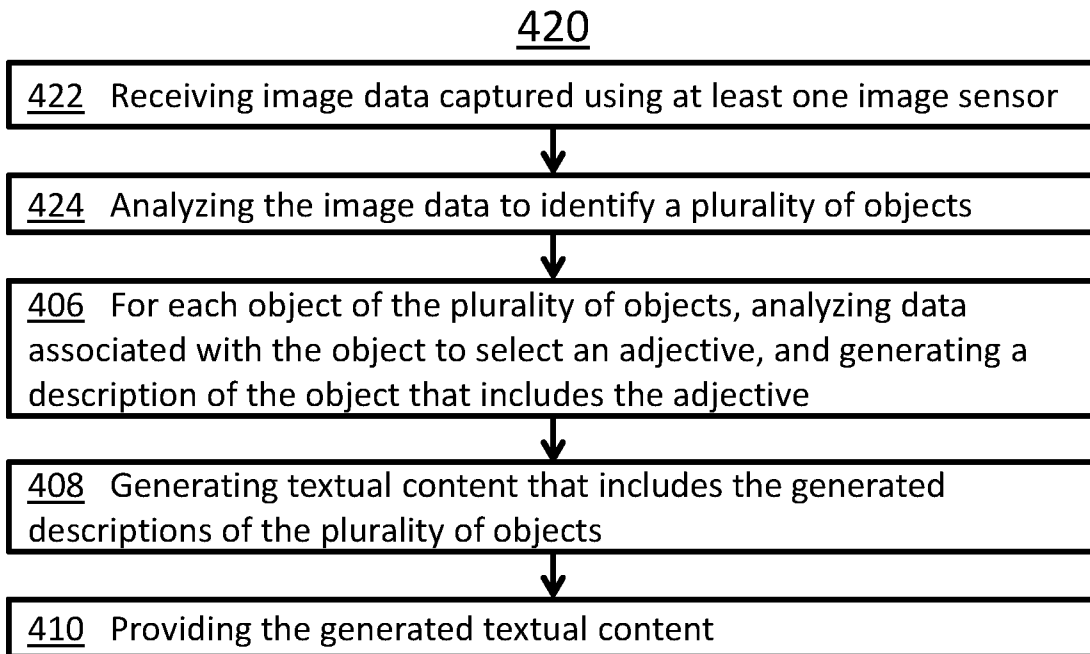 420
422 Receiving image data captured using at least one image sensor
424 Analyzing the image data to identify a plurality of objects
406 For each object of the plurality of objects, analyzing data
associated with the object to select an adjective, and generating a
description of the object that includes the adjective
408 Generating textual content that includes the generated
descriptions of the plurality of objects
410 Providing the generated textual content